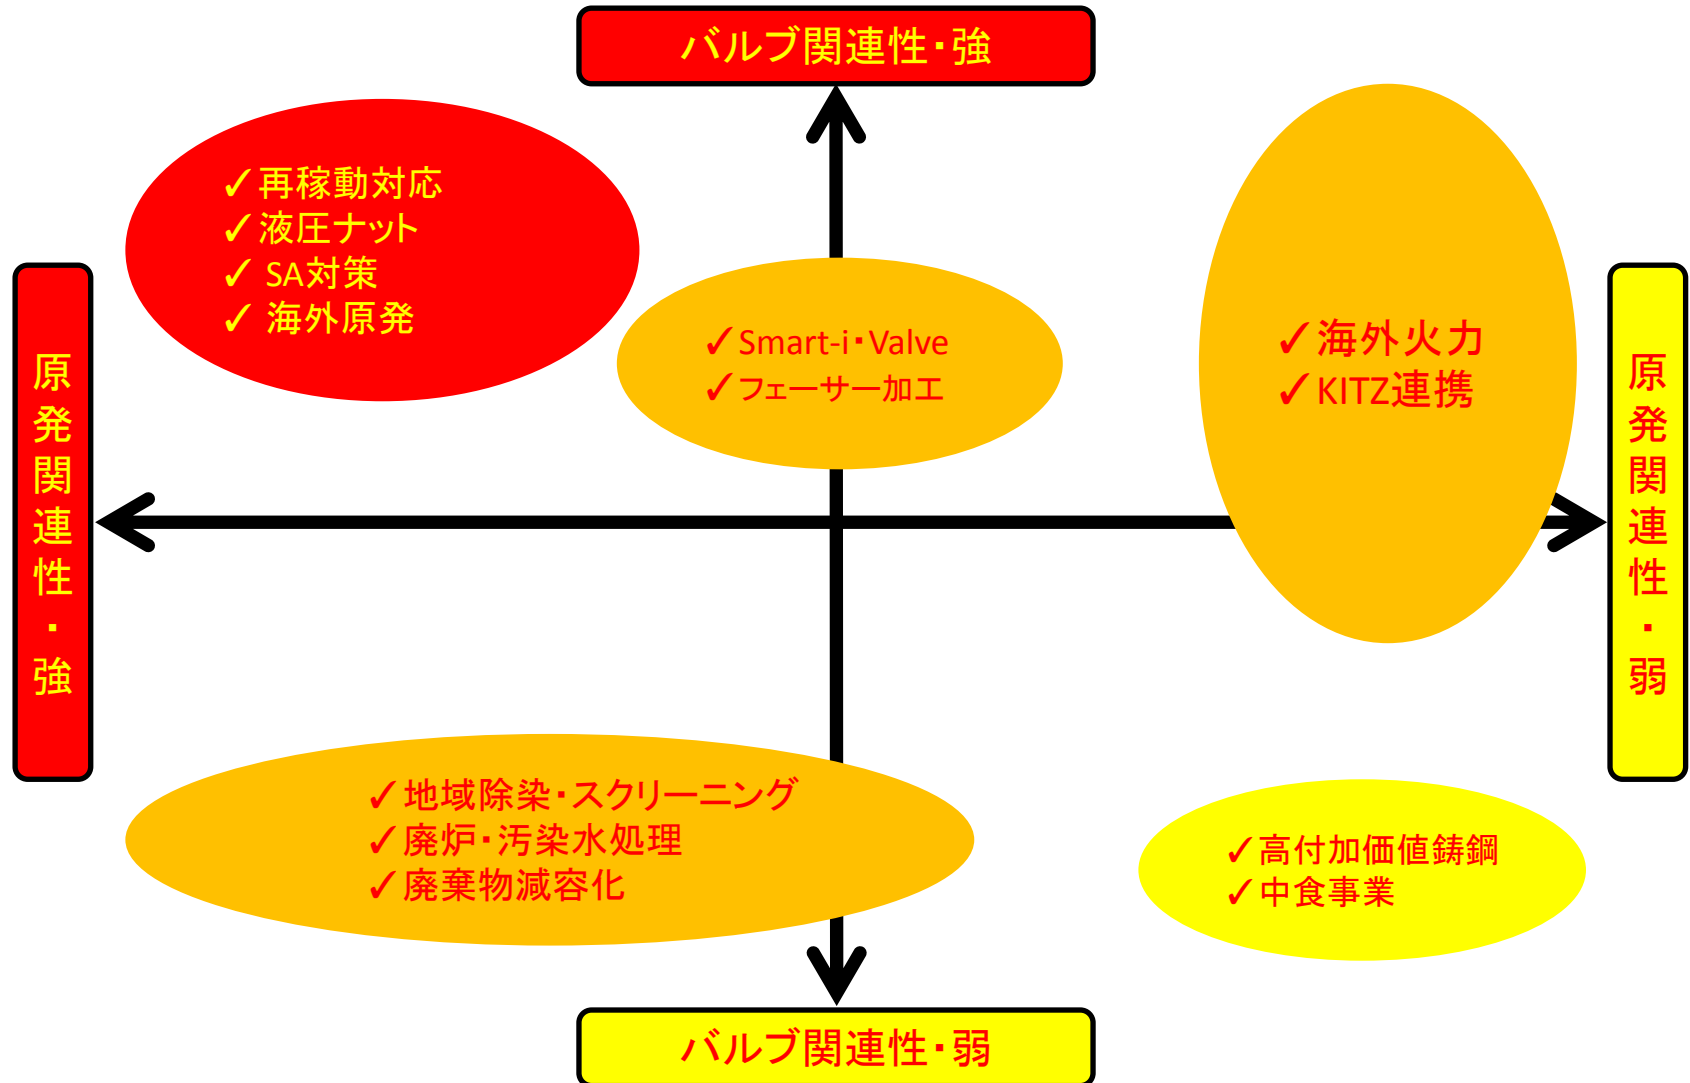 バルブ関連性・強
✓再稼動対応
✓液圧ナット
✓ SA対策
✓ 海外原発
✓Smart-i・Valve
✓フェーサー加工
✓海外火力
✓KITZ連携
原発関連性・強
原発関連性・弱
✓地域除染・スクリーニング
✓廃炉・汚染水処理
✓廃棄物減容化
✓高付加価値鋳鋼
✓中食事業
バルブ関連性・弱